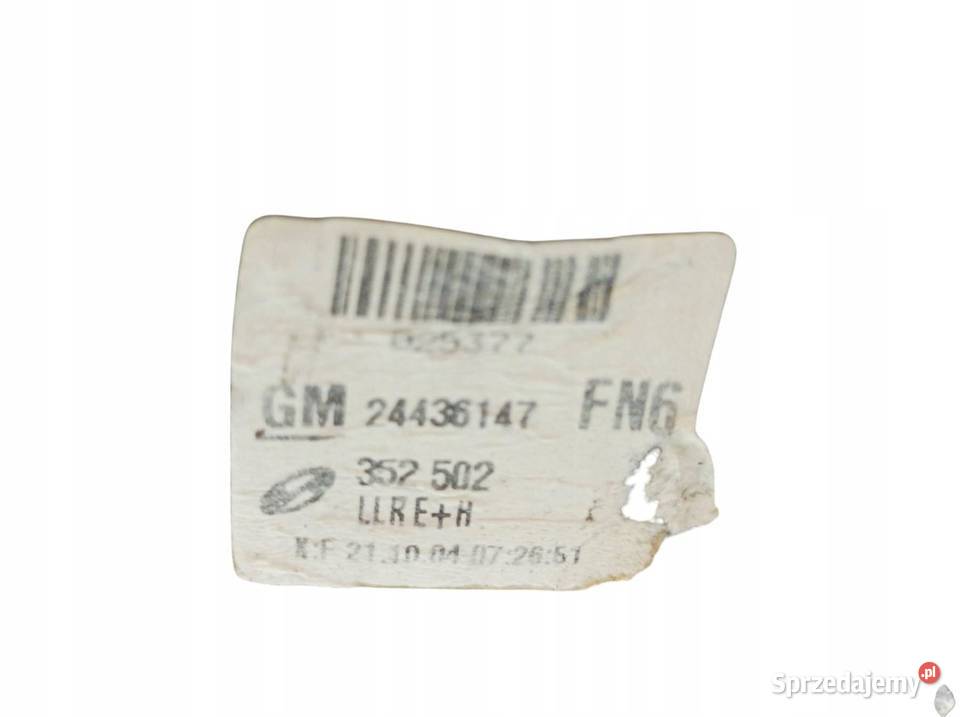 025377
GM 24436147 FN6
352 502
LLRE+H
21.10.04 07:26:51
Sprzedajemy.pl